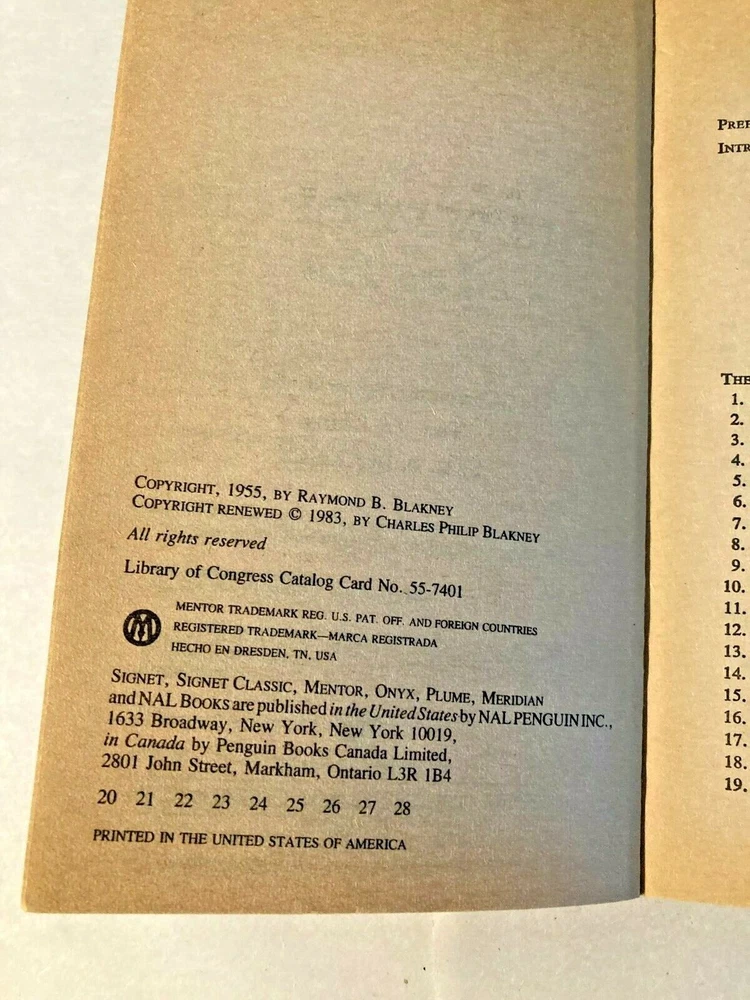 COPYRIGHT, 1955, BY RAYMOND B. BLAKNEY
COPYRIGHT RENEWED © 1983, BY CHARLES PHILIP BLAKNEY
All rights reserved
Library of Congress Catalog Card No. 55-7401
MENTOR TRADEMARK REG. U.S. PAT. OFF. AND FOREIGN COUNTRIES
REGISTERED TRADEMARK—MARCA REGISTRADA
HECHO EN DRESDEN, TN, USA
SIGNET, SIGNET CLASSIC, MENTOR, ONYX, PLUME, MERIDIAN
and NAL BOOKS are published in the United States by NAL PENGUIN INC.,
1633 Broadway, New York, New York 10019,
in Canada by Penguin Books Canada Limited,
2801 John Street, Markham, Ontario L3R 1B4
20 21 22 23 24 25 26 27 28
PRINTED IN THE UNITED STATES OF AMERICA
PREF
INTR
THE
1.
2.
3.
4.
5.
6.
7.
8.
9.
10.
11.
12.
13.
14.
15.
16.
17.
18.
19.